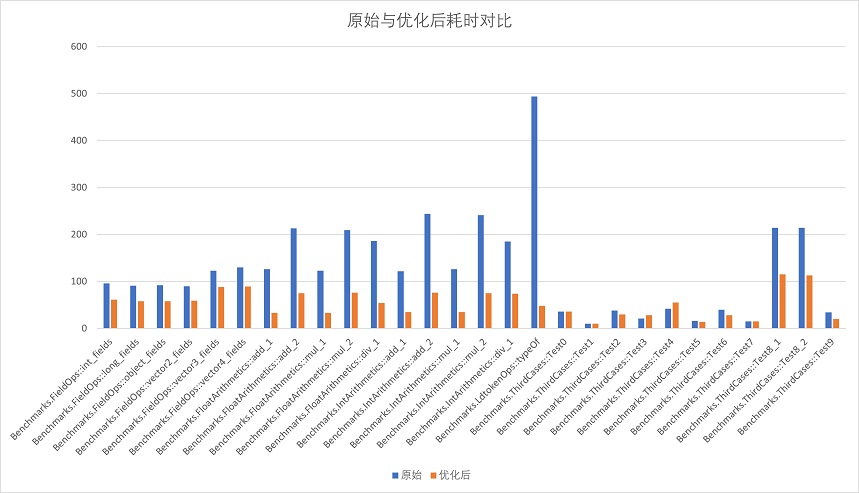 原始与优化后耗时对比
600
500
400
300
200
100
0
Benchmarks.FieldOps::int_fields
Benchmarks.FieldOps::long_fields
Benchmarks.FieldOps::object_fields
Benchmarks.FieldOps::vector2_fields
Benchmarks.FieldOps::vector3_fields
Benchmarks.FieldOps::vector4_fields
Benchmarks.FloatArithmetics::add_1
Benchmarks.FloatArithmetics::add_2
Benchmarks.FloatArithmetics::mul_1
Benchmarks.FloatArithmetics::mul_2
Benchmarks.FloatArithmetics::div_1
Benchmarks.IntArithmetics::add_1
Benchmarks.IntArithmetics::add_2
Benchmarks.IntArithmetics::mul_1
Benchmarks.IntArithmetics::mul_2
Benchmarks.IntArithmetics::div_1
Benchmarks.LdtokenOps::typeOf
Benchmarks.ThirdCases::Test0
Benchmarks.ThirdCases::Test1
Benchmarks.ThirdCases::Test2
Benchmarks.ThirdCases::Test3
Benchmarks.ThirdCases::Test4
Benchmarks.ThirdCases::Test5
Benchmarks.ThirdCases::Test6
Benchmarks.ThirdCases::Test7
Benchmarks.ThirdCases::Test8_1
Benchmarks.ThirdCases::Test8_2
Benchmarks.ThirdCases::Test9
原始 优化后